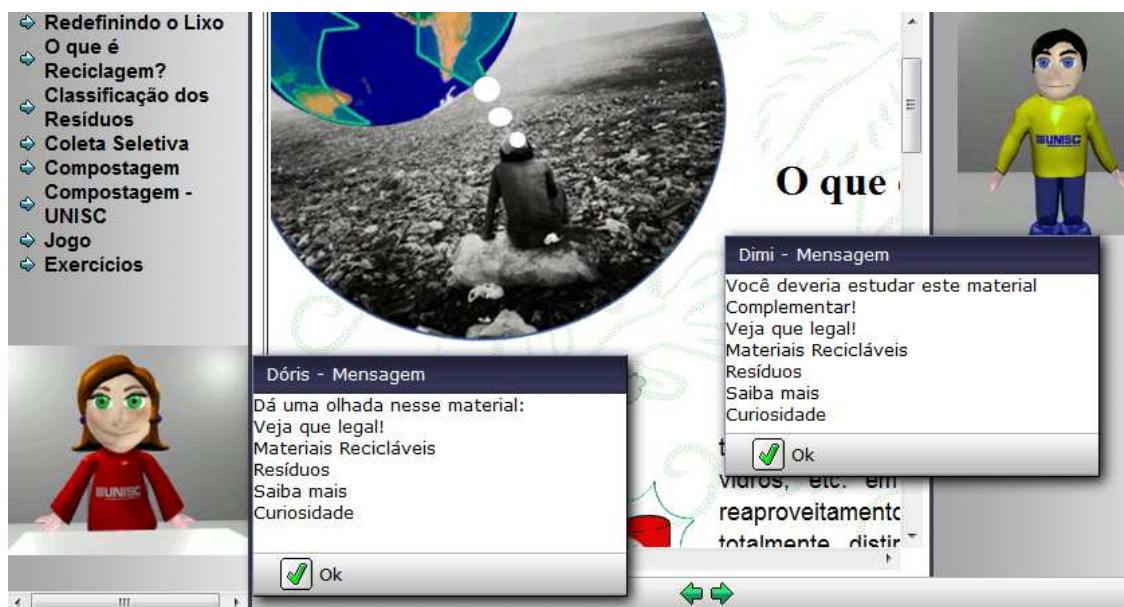 Redefinindo o Lixo
O que é
Reciclagem?
Classificação dos
Resíduos
Coleta Seletiva
Compostagem
Compostagem -
UNISC
Jogo
Exercícios
UNISC
O que
UNISC
Dimi - Mensagem
Você deveria estudar este material
Complementar!
Veja que legal!
Materiais Recicláveis
Resíduos
Saiba mais
Curiosidade
Ok
Dóris - Mensagem
Dá uma olhada nesse material:
Veja que legal!
Materiais Recicláveis
Resíduos
Saiba mais
Curiosidade
Ok
vidros, etc. em
reaproveitamento
totalmente